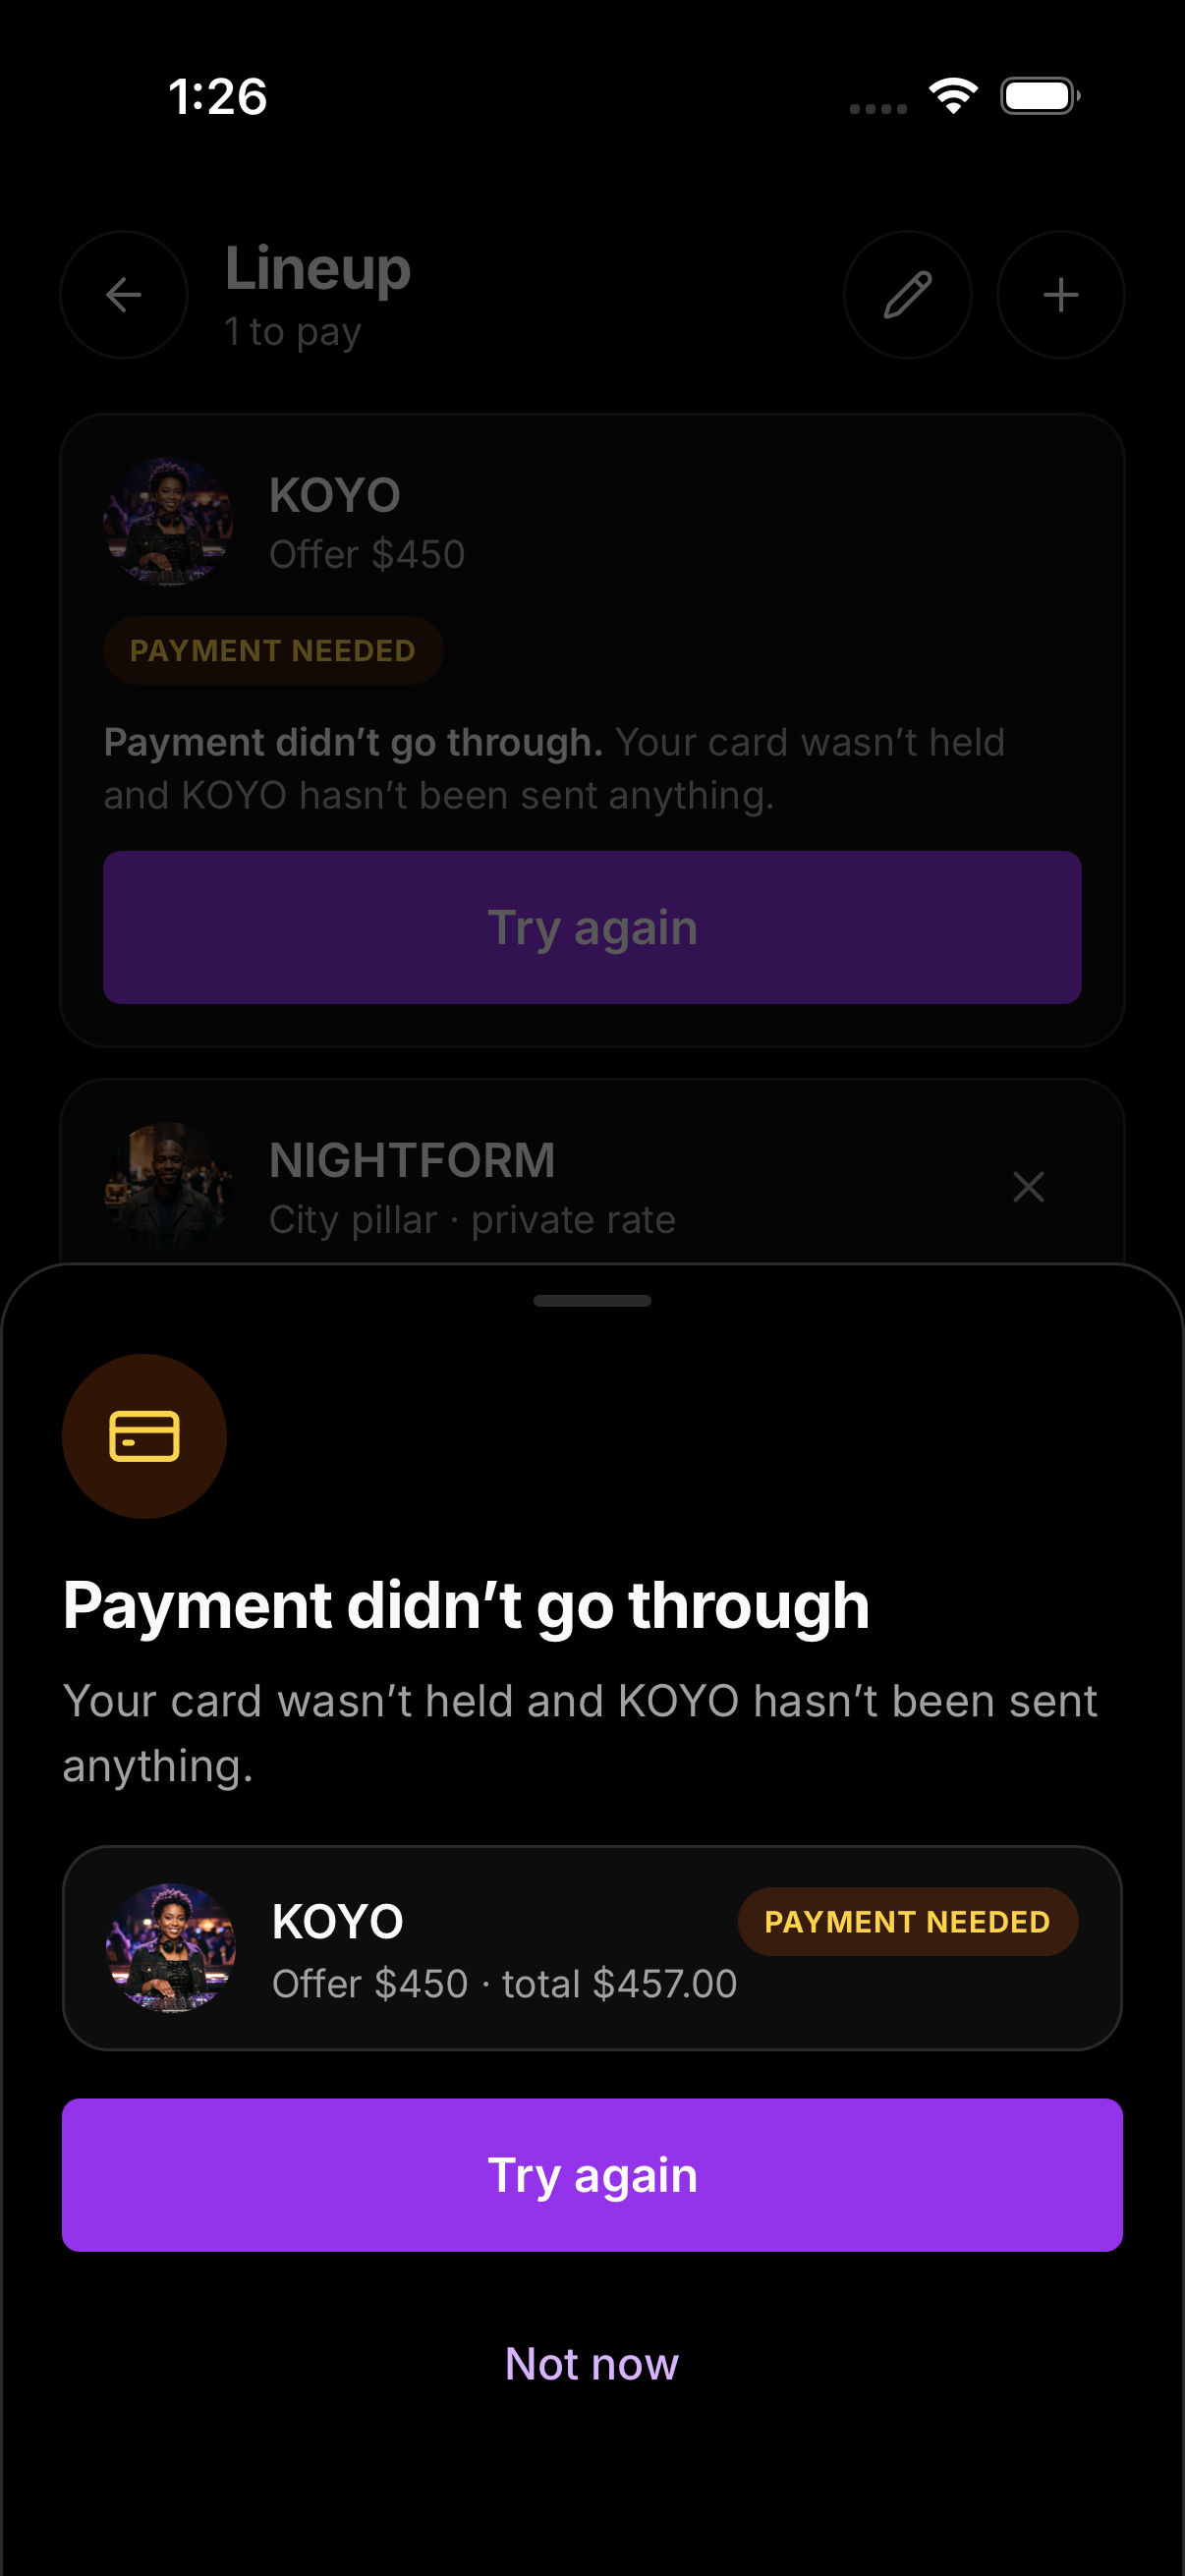 1:26
Lineup
1 to pay
KOYO
Offer $450
PAYMENT NEEDED
Payment didn’t go through. Your card wasn’t held
and KOYO hasn’t been sent anything.
Try again
NIGHTFORM
City pillar · private rate
Payment didn’t go through
Your card wasn’t held and KOYO hasn’t been sent
anything.
KOYO
PAYMENT NEEDED
Offer $450 · total $457.00
Try again
Not now